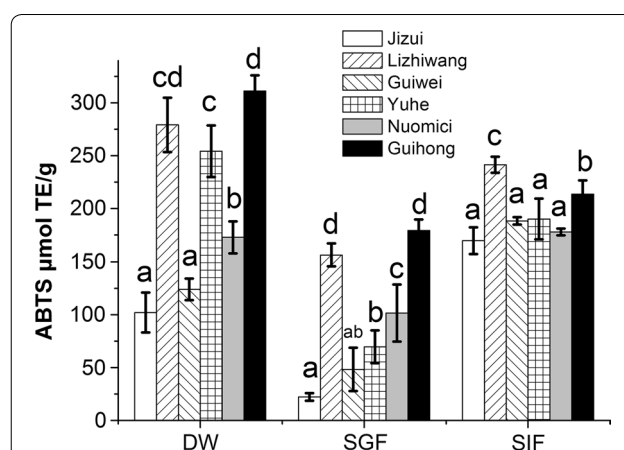 Jizui
Lizhiwang
Guiwei
Yuhe
Nuomici
Guihong
ABTS µmol TE/g
300
250
200
150
100
50
0
a
cd
a
c
b
d
a
d
ab
b
c
d
a
c
a
a
a
b
DW
SGF
SIF